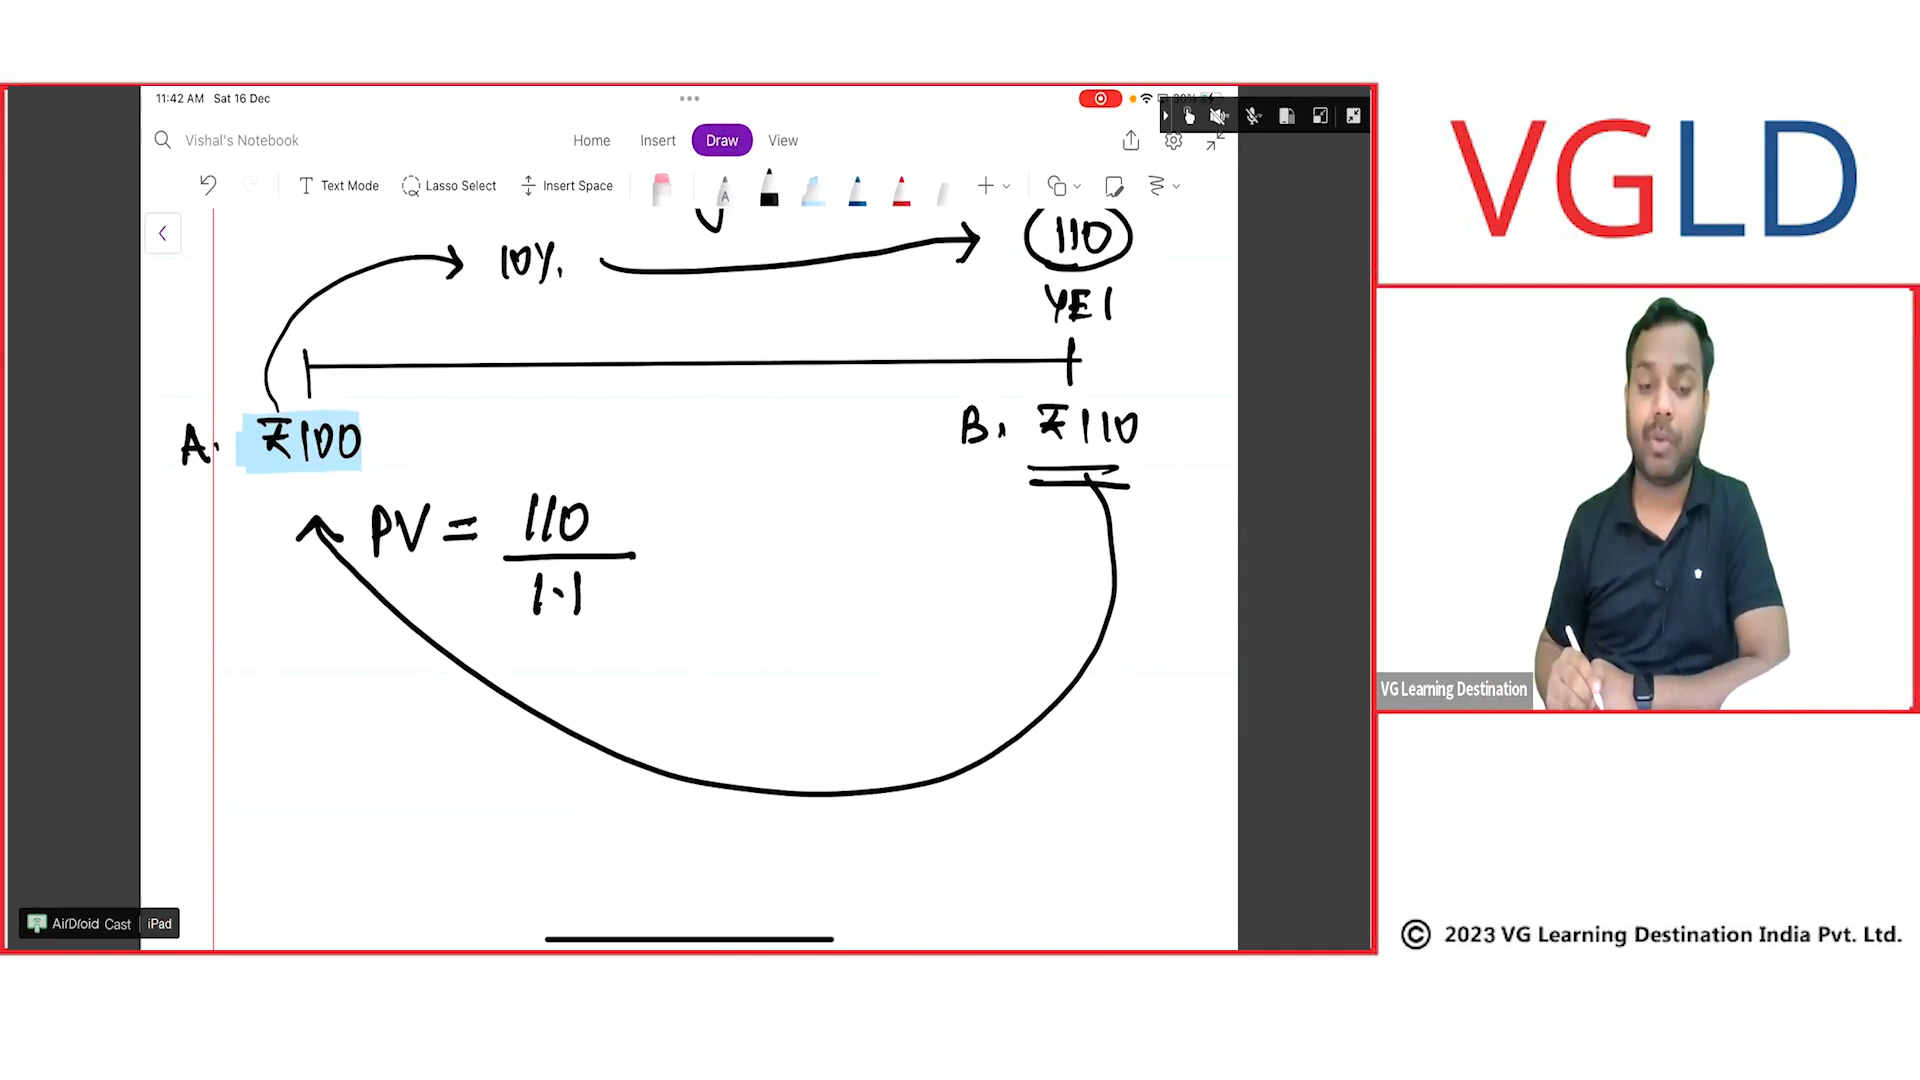 11:42 AM Sat 16 Dec
30%
VGLD
Vishal's Notebook
Home Insert Draw View
Text Mode Lasso Select Insert Space
A
10%.
110
YE1
A. ₹100
B. ₹110
PV = 110
1.1
VG Learning Destination
AirDroid Cast iPad
© 2023 VG Learning Destination India Pvt. Ltd.